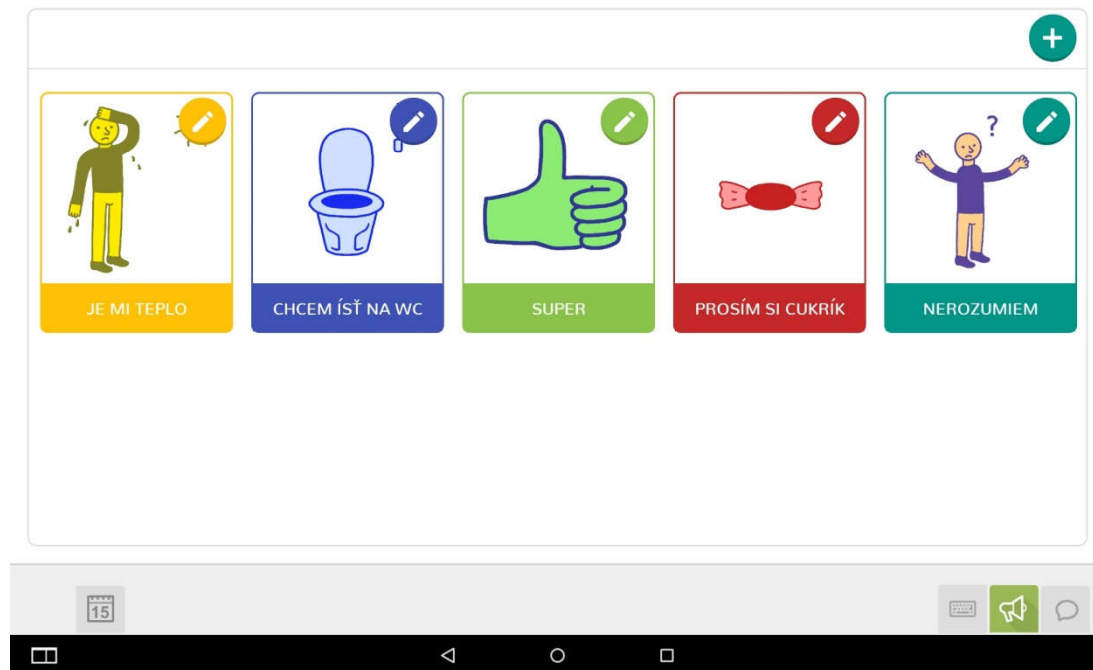 JE MI TEPLO
CHCEM ÍSŤ NA WC
SUPER
PROSÍM SI CUKRÍK
?
NEROZUMIEM
15